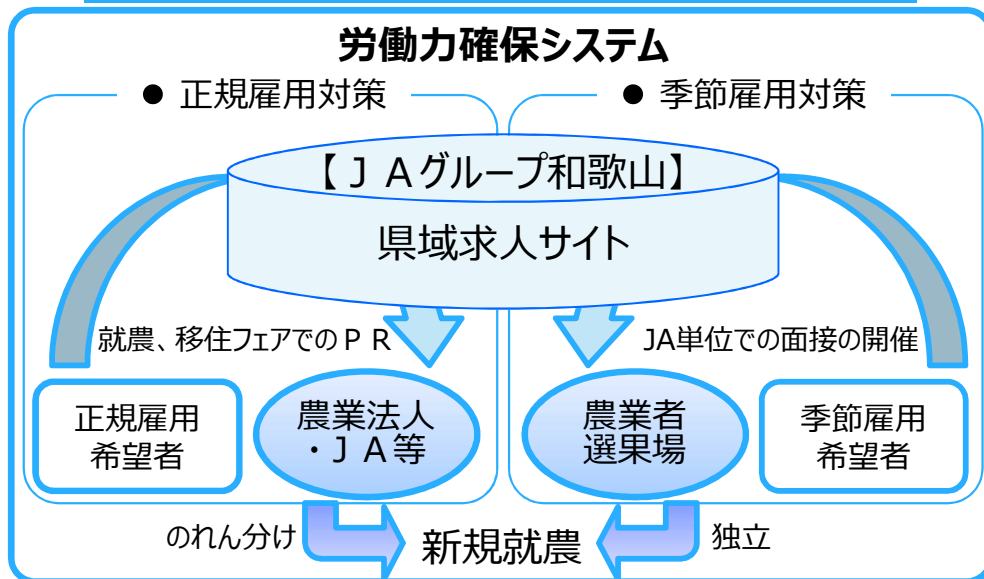 労働力確保システム
● 正規雇用対策
● 季節雇用対策
【ＪＡグループ和歌山】
県域求人サイト
就農、移住フェアでのＰＲ
JA単位での面接の開催
正規雇用
希望者
農業法人
・ＪＡ等
農業者
選果場
季節雇用
希望者
のれん分け
新規就農
独立